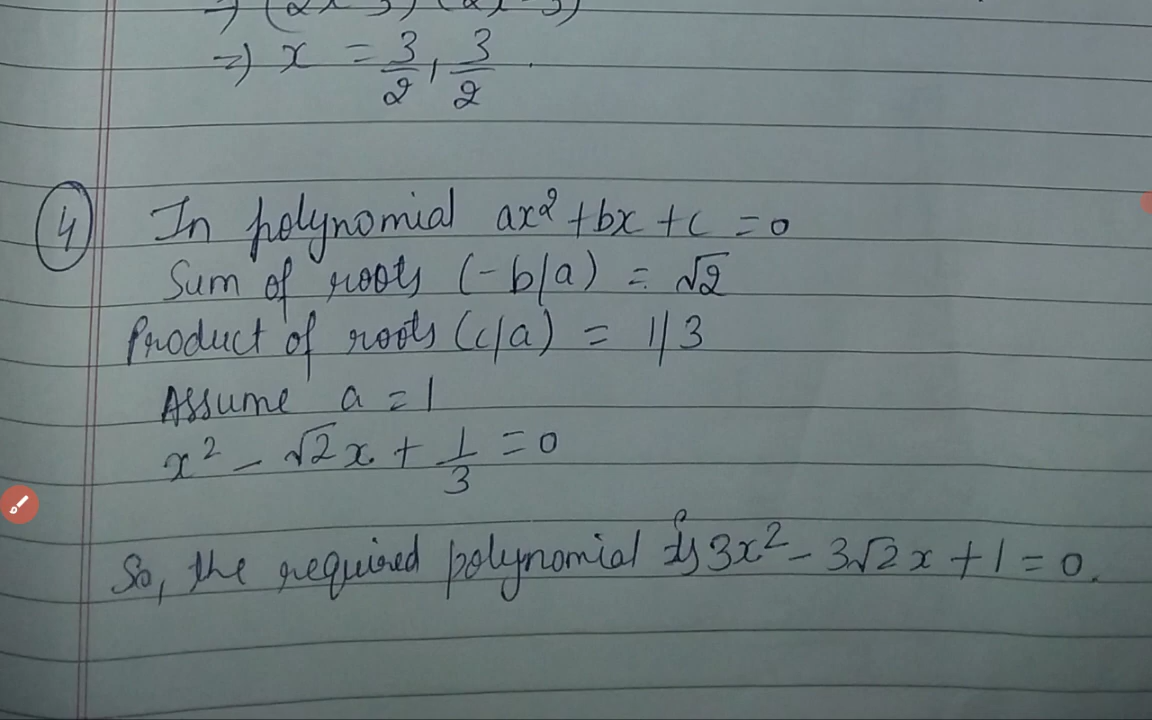 =) x = 3/2, 3/2.
(4) In polynomial ax² + bx + c = 0
Sum of roots (-b/a) = √2
Product of roots (c/a) = 1/3
Assume a = 1
x² - √2x + 1/3 = 0
So, the required polynomial is 3x² - 3√2x + 1 = 0.